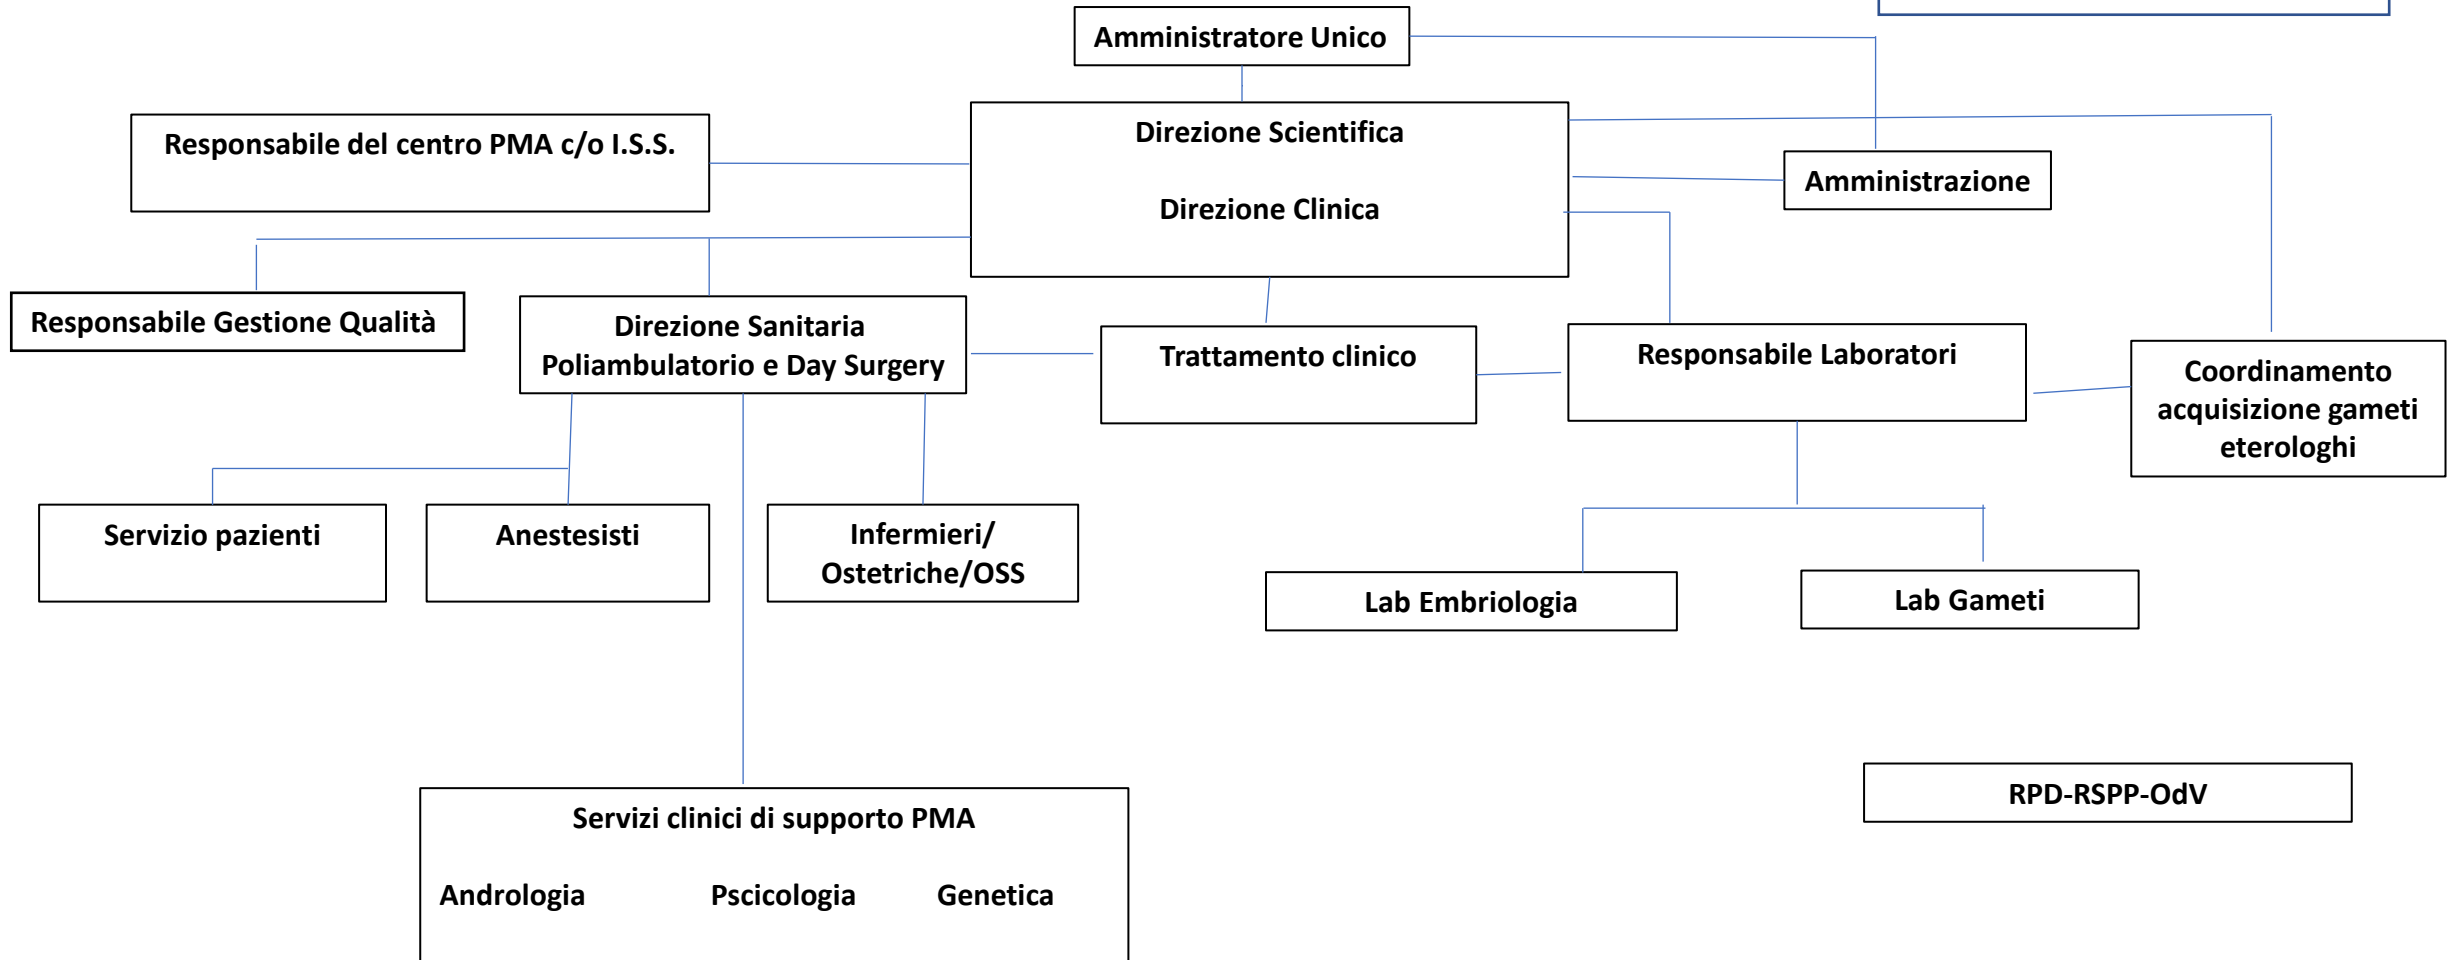 Amministratore Unico
Direzione Scientifica
Direzione Clinica
Responsabile del centro PMA c/o I.S.S.
Amministrazione
Responsabile Gestione Qualità
Direzione Sanitaria
Poliambulatorio e Day Surgery
Trattamento clinico
Responsabile Laboratori
Coordinamento
acquisizione gameti
eterologhi
Servizio pazienti
Anestesisti
Infermieri/
Ostetriche/OSS
Lab Embriologia
Lab Gameti
RPD-RSPP-OdV
Servizi clinici di supporto PMA
Andrologia Pscicologia Genetica